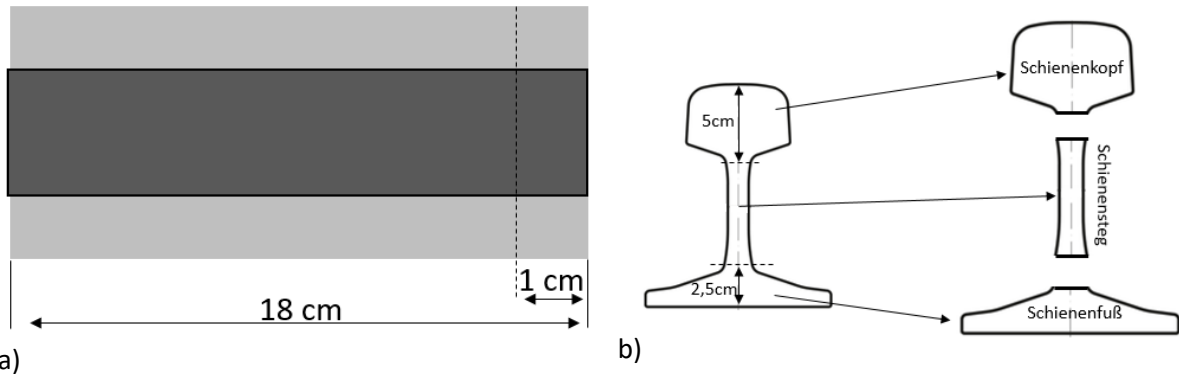 1 cm
18 cm
a)
5cm
2,5cm
b)
Schienenkopf
Schienensteg
Schienenfuß